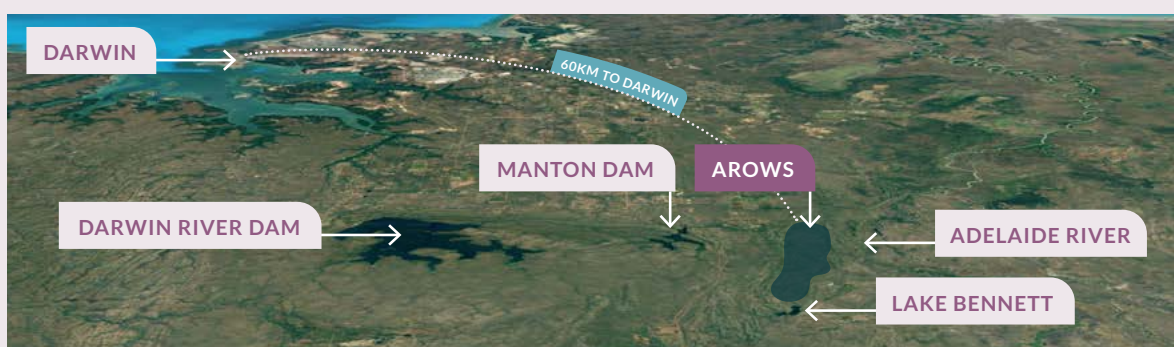 DARWIN
60KM TO DARWIN
MANTON DAM
AROWS
DARWIN RIVER DAM
ADELAIDE RIVER
LAKE BENNETT